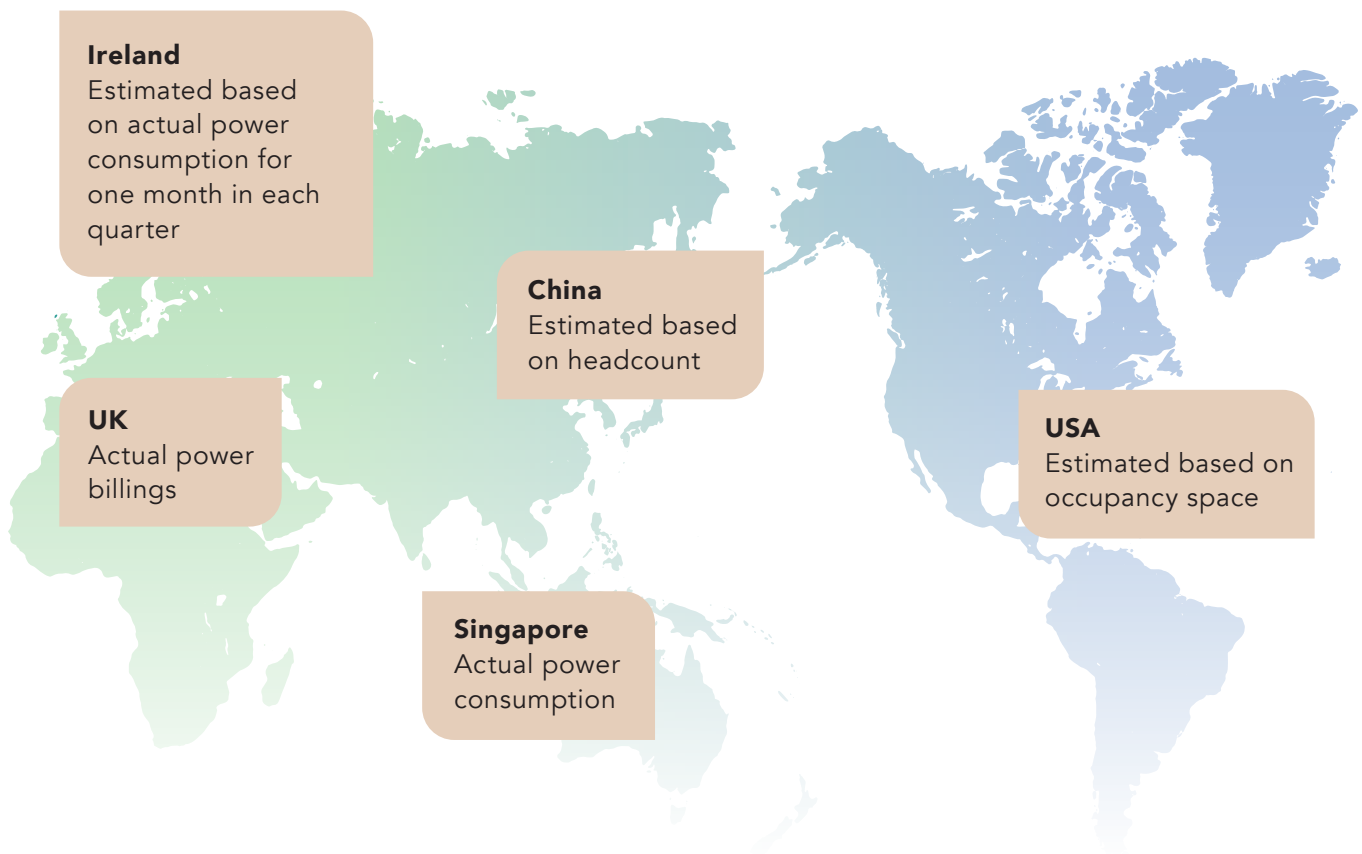 Ireland
Estimated based
on actual power
consumption for
one month in each
quarter
China
Estimated based
on headcount
UK
Actual power
billings
USA
Estimated based on
occupancy space
Singapore
Actual power
consumption